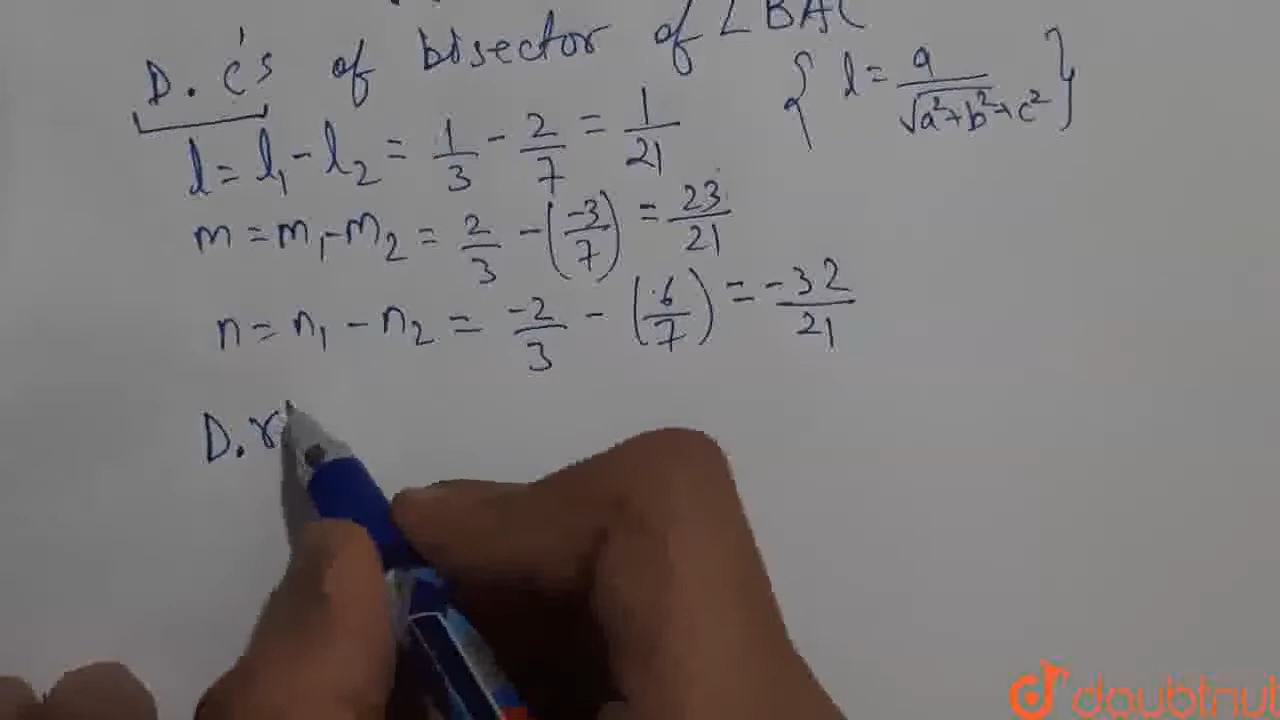 D.C's of bisector of ∠BAC
{ l = a/√a²+b²+c² }
l = l₁ - l₂ = 1/3 - 2/7 = 1/21
m = m₁ - m₂ = 2/3 - (-3/7) = 23/21
n = n₁ - n₂ = -2/3 - (6/7) = -32/21
D.r
doubtnut